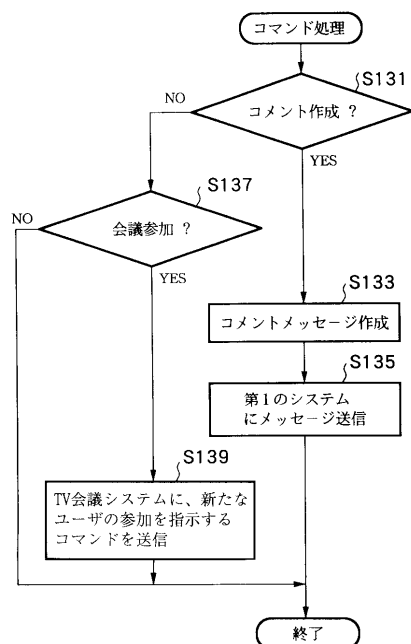 コマンド処理
S131
コメント作成 ?
NO
YES
S137
会議参加 ?
NO
YES
S133
コメントメッセージ作成
S135
第1のシステム
にメッセージ送信
S139
TV会議システムに、新たな
ユーザの参加を指示する
コマンドを送信
終了